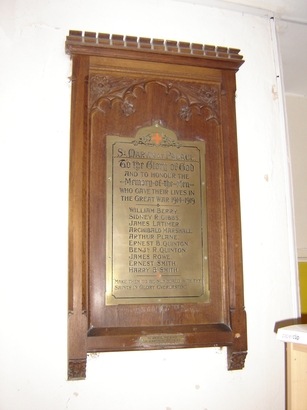 To the Glory of God
AND TO HONOUR THE
Memory of the Men
WHO GAVE THEIR LIVES IN
THE GREAT WAR 1914-1919
WILLIAM BERRY
SIDNEY R. GIBBS
JAMES LATIMER
ARCHIBALD MARSHALL
ARTHUR PLANE
ERNEST B. QUINTON
BENJN R. QUINTON
JAMES ROWE
ERNEST SMITH
HARRY G. SMITH